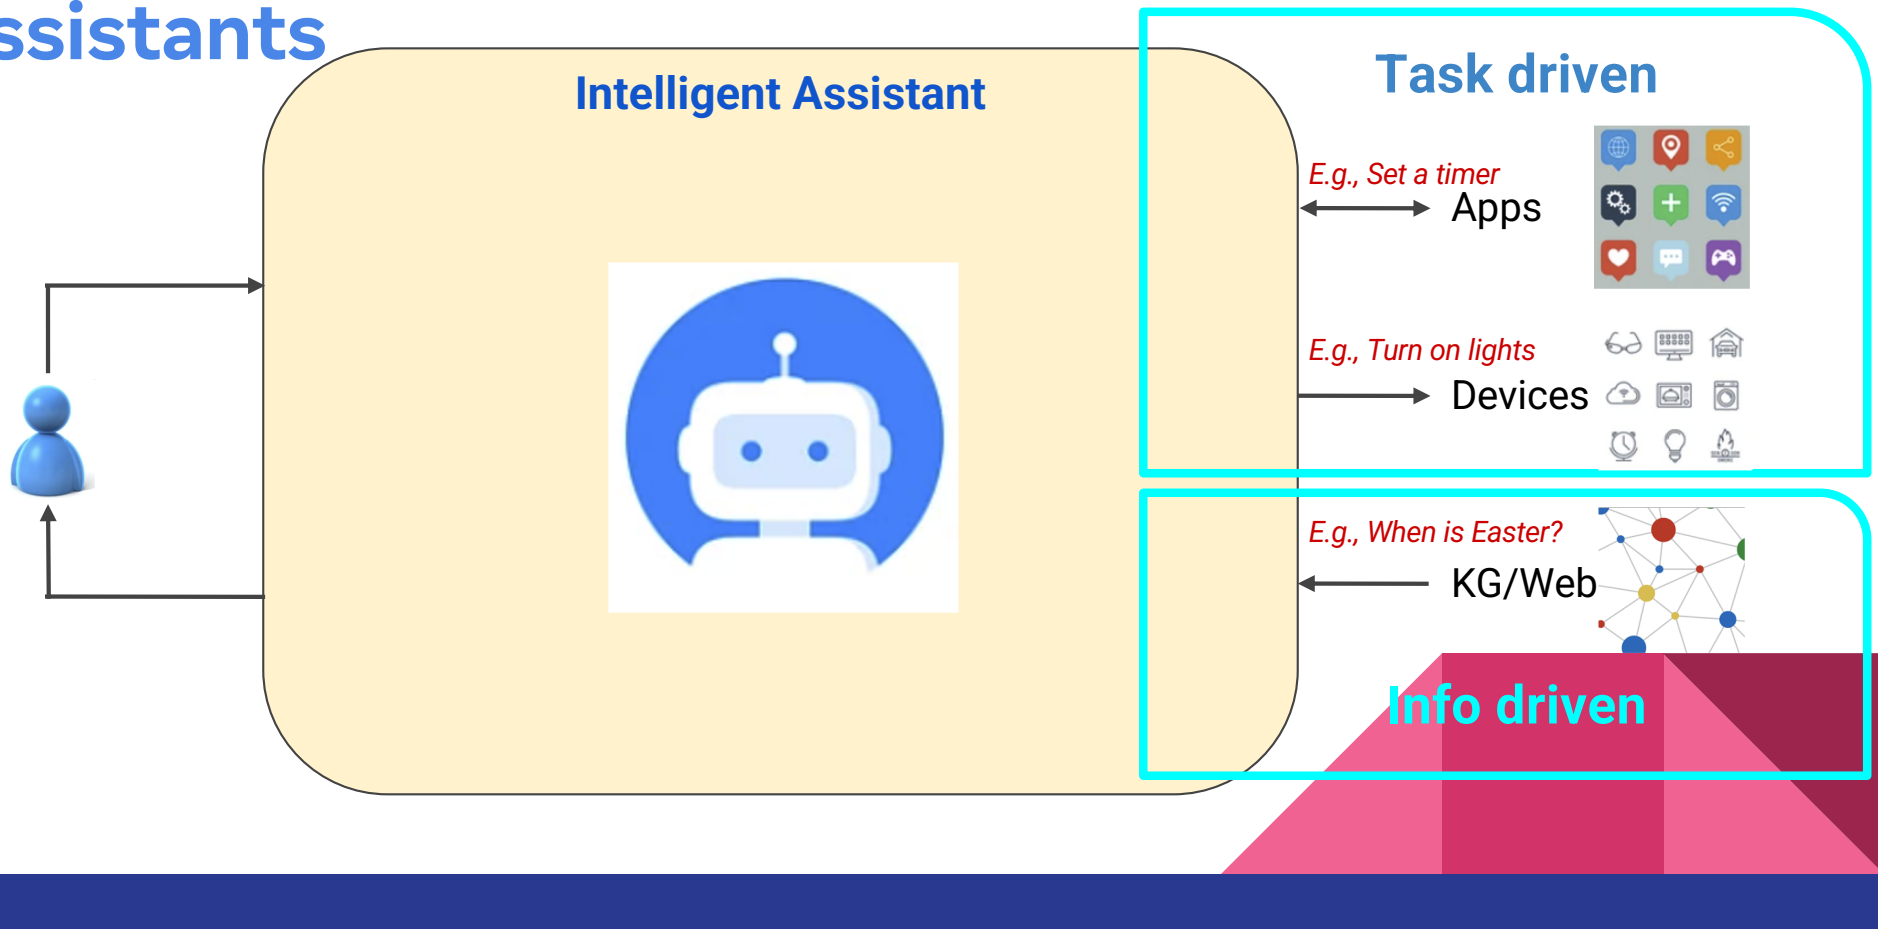 ssistants
Intelligent Assistant
Task driven
E.g., Set a timer
Apps
E.g., Turn on lights
Devices
E.g., When is Easter?
KG/Web
Info driven